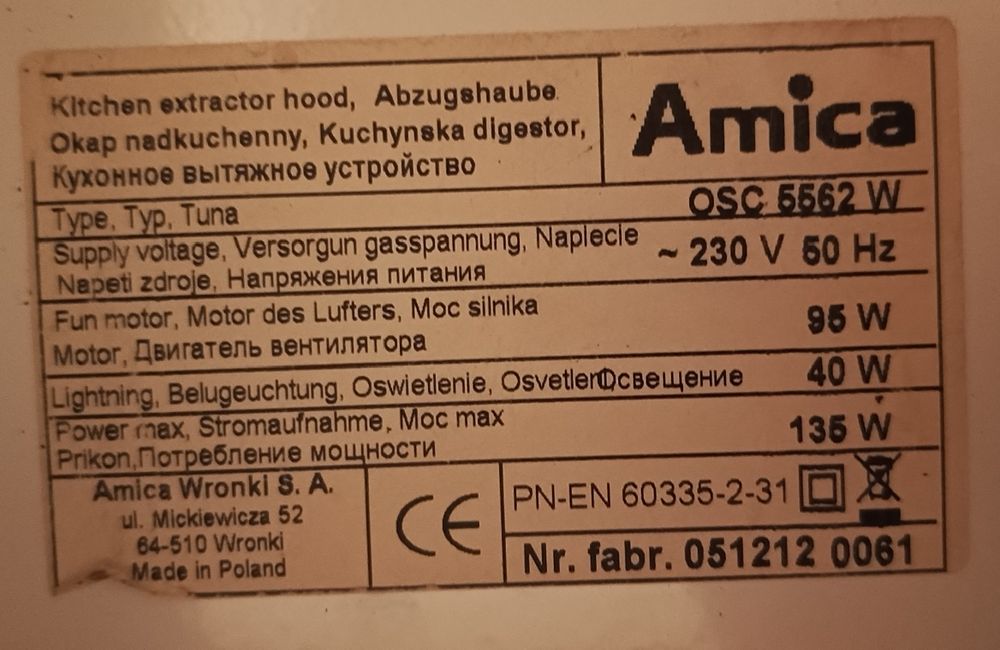 Kitchen extractor hood, Abzugshaube
Okap nadkuchenny, Kuchynska digestor,
Кухонное вытяжное устройство
Amica
Type, Typ, Tuna
OSC 5562 W
Supply voltage, Versorgun gasspannung, Napiecie
Napeti zdroje, Напряжения питания
~ 230 V 50 Hz
Fun motor, Motor des Lufters, Moc silnika
Motor, Двигатель вентилятора
95 W
Lightning, Belugeuchtung, Oswietlenie, Osvetleni Освещение
40 W
Power max, Stromaufnahme, Moc max
Prikon, Потребление мощности
135 W
Amica Wronki S. A.
ul. Mickiewicza 52
64-510 Wronki
Made in Poland
CE
PN-EN 60335-2-31
Nr. fabr. 051212 0061